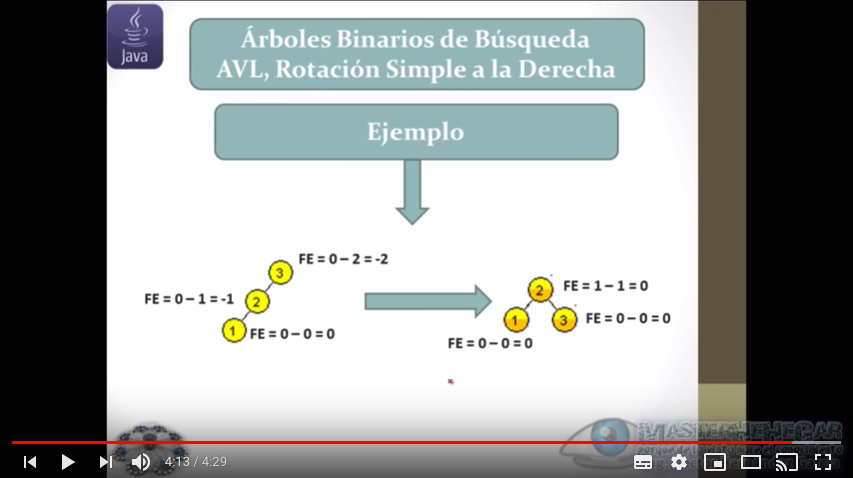 Java
Árboles Binarios de Búsqueda
AVL, Rotación Simple a la Derecha
Ejemplo
FE = 0 – 2 = -2
3
FE = 0 – 1 = -1
2
1
FE = 0 – 0 = 0
2
FE = 1 – 1 = 0
1
3
FE = 0 – 0 = 0
FE = 0 – 0 = 0
MASTERHEHEGAR
4:13 / 4:29